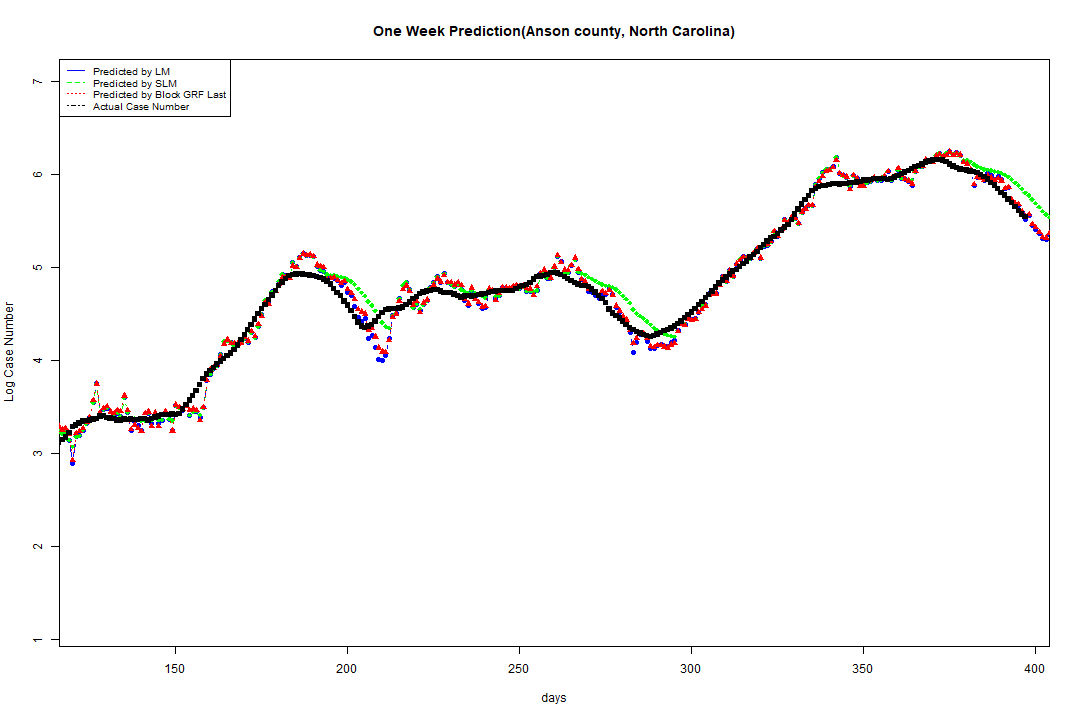 One Week Prediction(Anson county, North Carolina)
Predicted by LM
Predicted by SLM
Predicted by Block GRF Last
Actual Case Number
7
6
5
4
3
2
1
Log Case Number
150 200 250 300 350 400
days